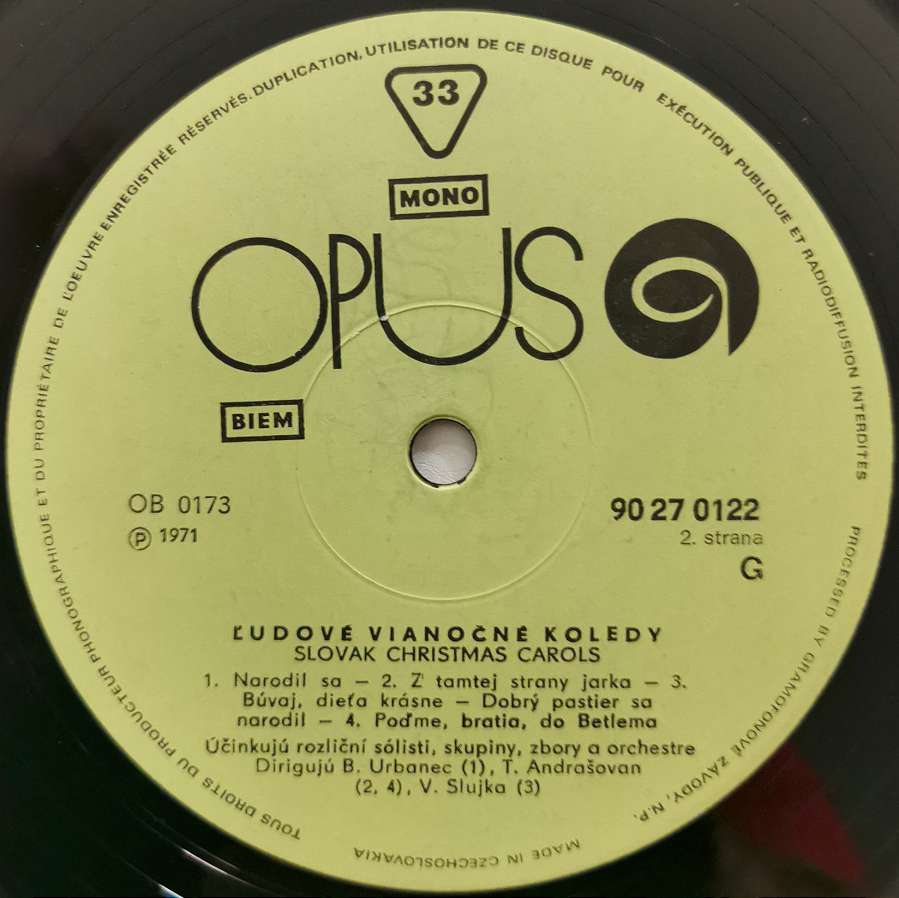 TOUS DROITS DU PRODUCTEUR PHONOGRAPHIQUE ET DU PROPRIÉTAIRE DE L'OEUVRE ENREGISTRÉE RÉSERVÉS. DUPLICATION, UTILISATION DE CE DISQUE POUR EXÉCUTION PUBLIQUE ET RADIODIFFUSION INTERDITES
33
MONO
OPUS
BIEM
OB 0173
90 27 0122
Ⓟ 1971
2. strana
G
ĽUDOVÉ VIANOČNÉ KOLEDY
SLOVAK CHRISTMAS CAROLS
1. Narodil sa – 2. Z tamtej strany jarka – 3.
Búvaj, dieťa krásne – Dobrý pastier sa
narodil – 4. Poďme, bratia, do Betlema
Účinkujú rozliční sólisti, skupiny, zbory a orchestre
Dirigujú B. Urbanec (1), T. Andrašovan
(2, 4), V. Slujka (3)
PROCESSED BY GRAMOFONOVÉ ZÁVODY, N.P.
MADE IN CZECHOSLOVAKIA